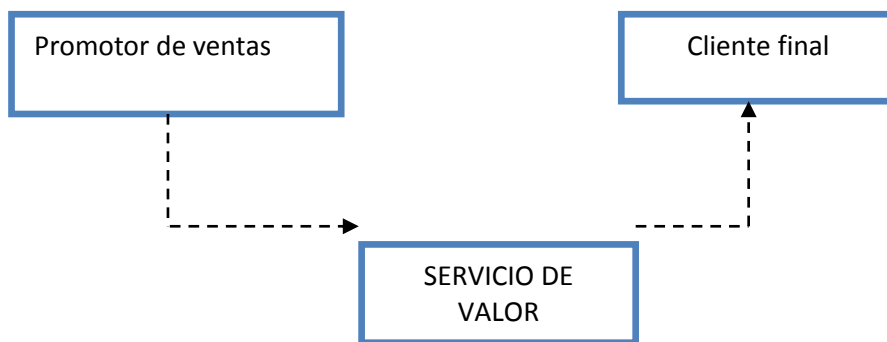 Promotor de ventas
Cliente final
SERVICIO DE
VALOR